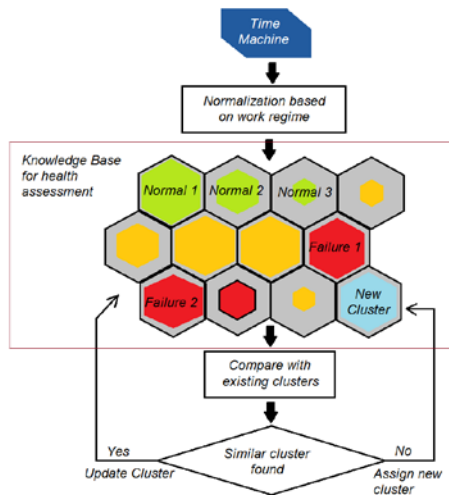 Time
Machine
Normalization based
on work regime
Knowledge Base
for health
assessment
Normal 1
Normal 2
Normal 3
Failure 1
Failure 2
New
Cluster
Compare with
existing clusters
Similar cluster
found
Yes
Update Cluster
No
Assign new
cluster